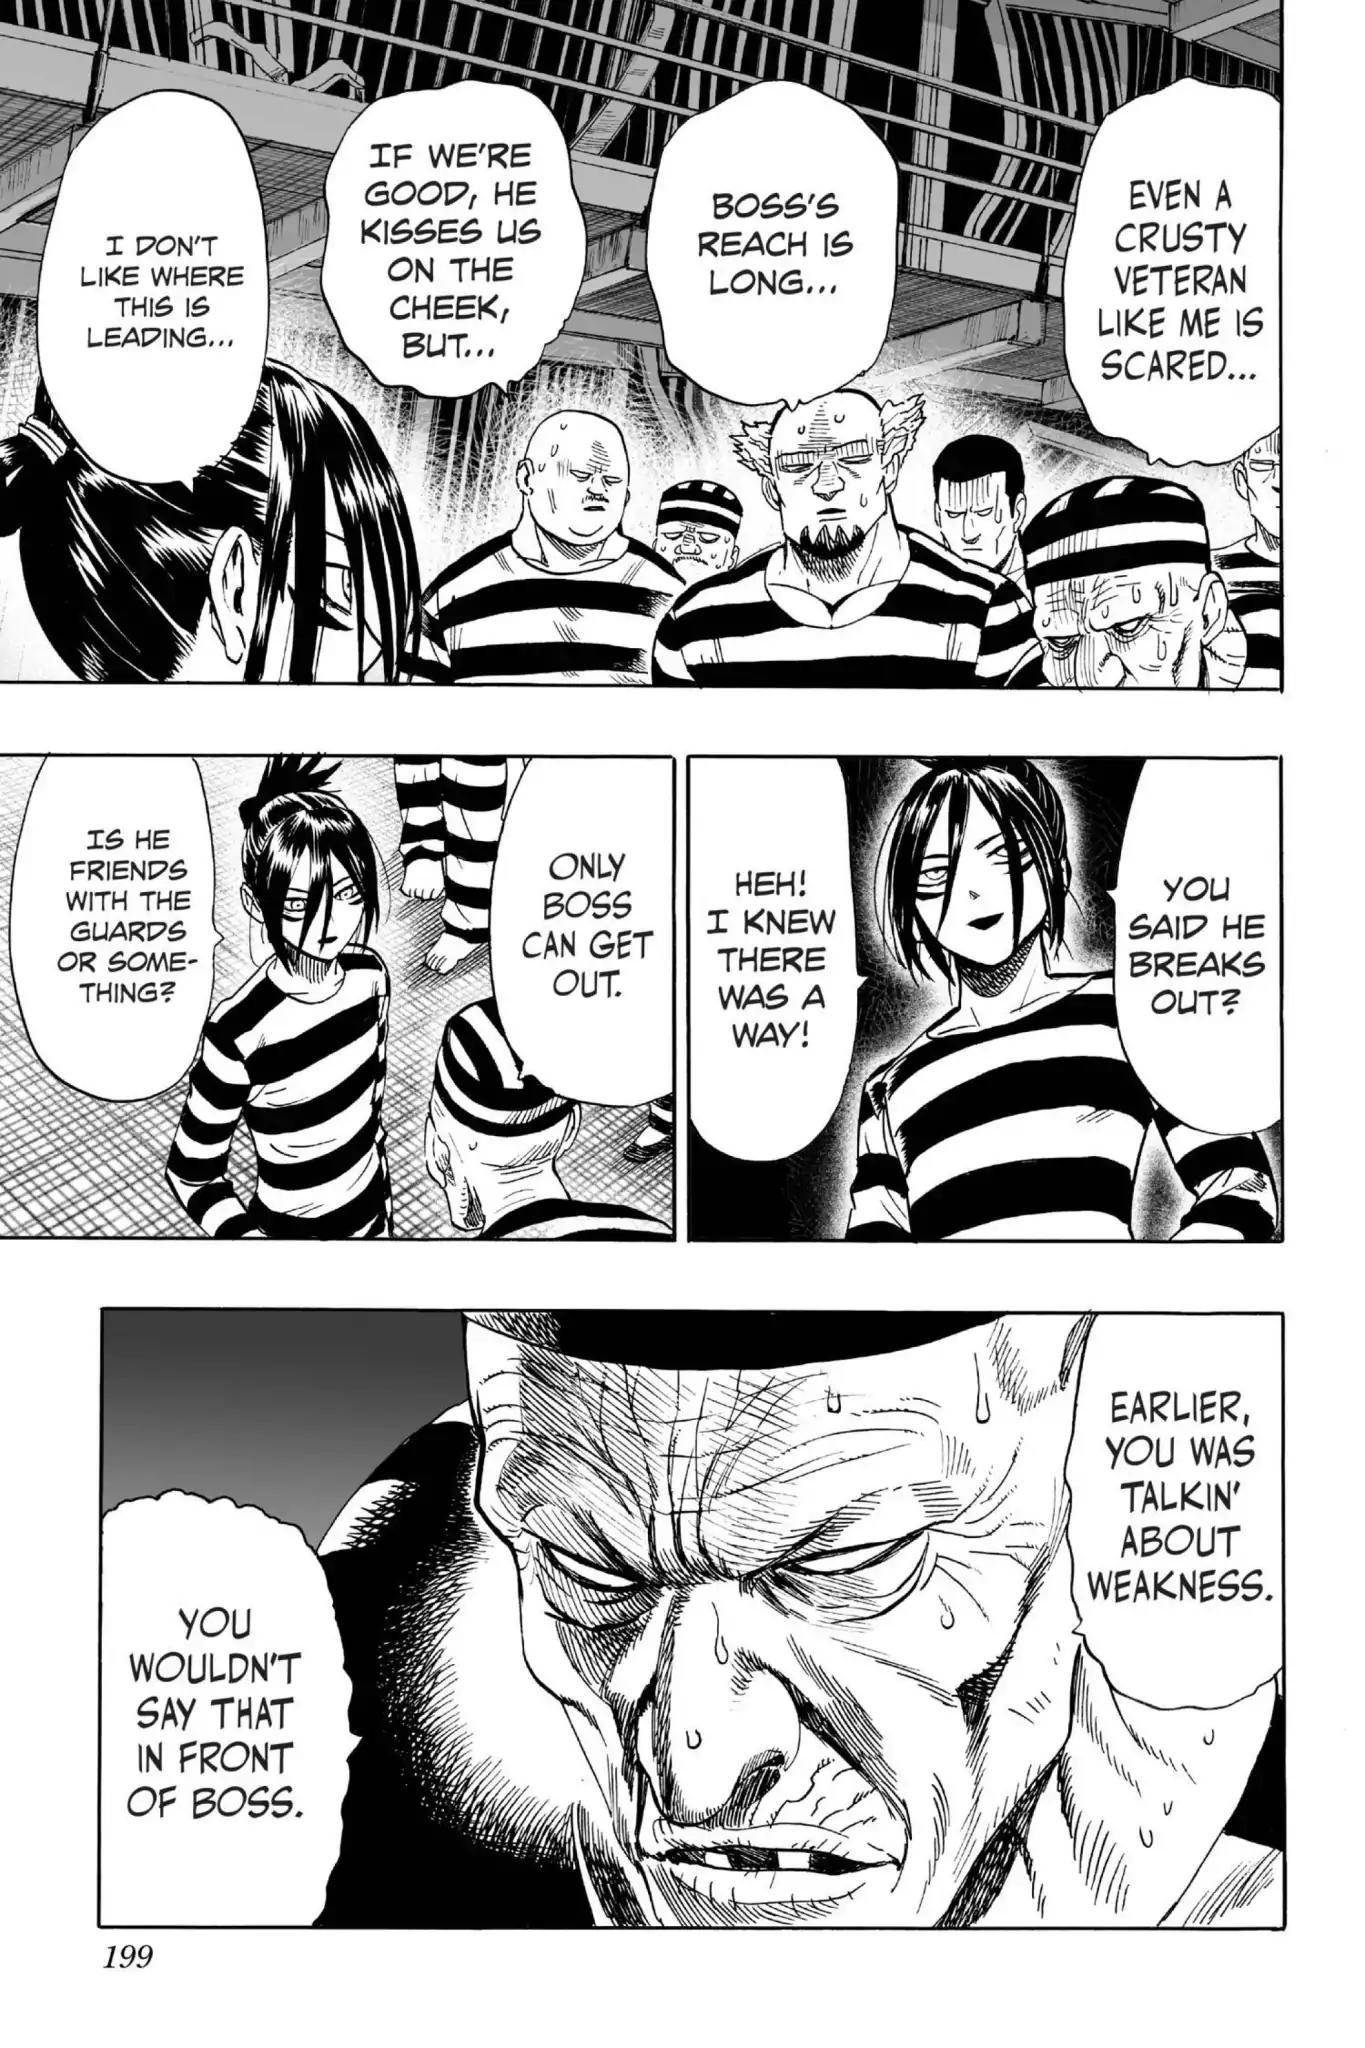 EVEN A
CRUSTY
VETERAN
LIKE ME IS
SCARED...
BOSS'S
REACH IS
LONG...
IF WE'RE
GOOD, HE
KISSES US
ON THE
CHEEK,
BUT...
I DON'T
LIKE WHERE
THIS IS
LEADING...
YOU
SAID HE
BREAKS
OUT?
HEH!
I KNEW
THERE
WAS A
WAY!
ONLY
BOSS
CAN GET
OUT.
IS HE
FRIENDS
WITH THE
GUARDS
OR SOME-
THING?
EARLIER,
YOU WAS
TALKIN'
ABOUT
WEAKNESS.
YOU
WOULDN'T
SAY THAT
IN FRONT
OF BOSS.
199